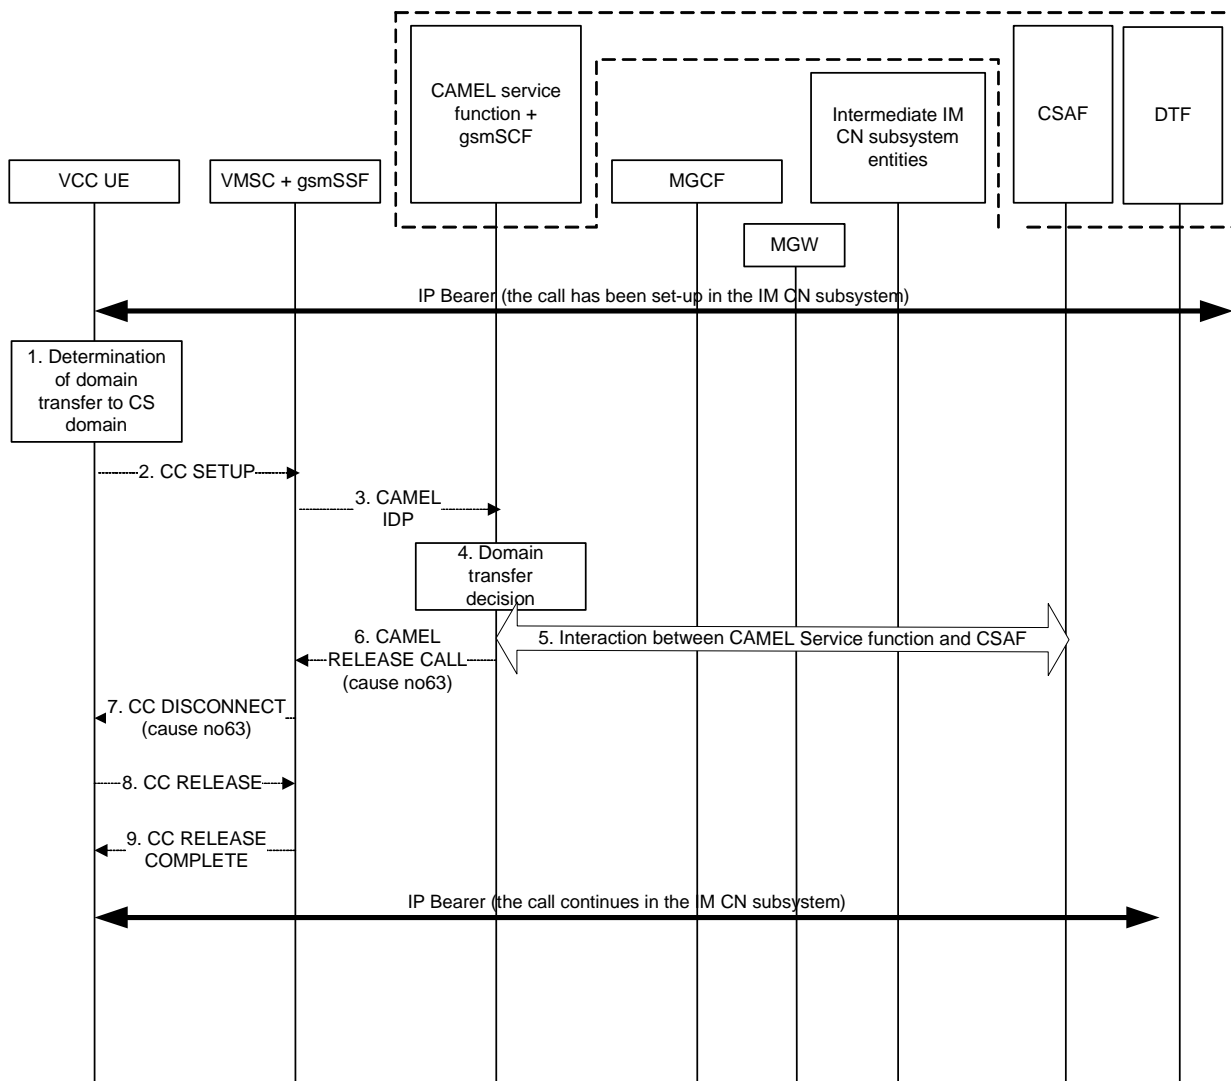 CAMEL service
function +
gsmSCF
Intermediate IM
CN subsystem
entities
CSAF
DTF
VCC UE
VMSC + gsmSSF
MGCF
MGW
IP Bearer (the call has been set-up in the IM CN subsystem)
1. Determination
of domain
transfer to CS
domain
2. CC SETUP
3. CAMEL
IDP
4. Domain
transfer
decision
5. Interaction between CAMEL Service function and CSAF
6. CAMEL
RELEASE CALL
(cause no63)
7. CC DISCONNECT
(cause no63)
8. CC RELEASE
9. CC RELEASE
COMPLETE
IP Bearer (the call continues in the IM CN subsystem)